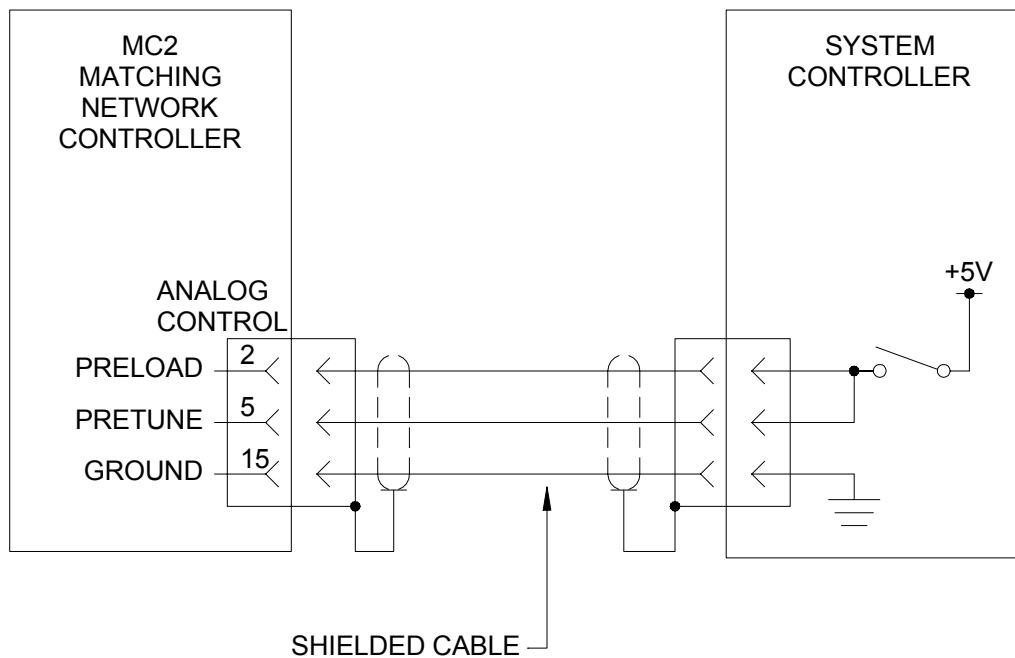 MC2
MATCHING
NETWORK
CONTROLLER
SYSTEM
CONTROLLER
+5V
ANALOG
CONTROL
PRELOAD 2
PRETUNE 5
GROUND 15
SHIELDED CABLE